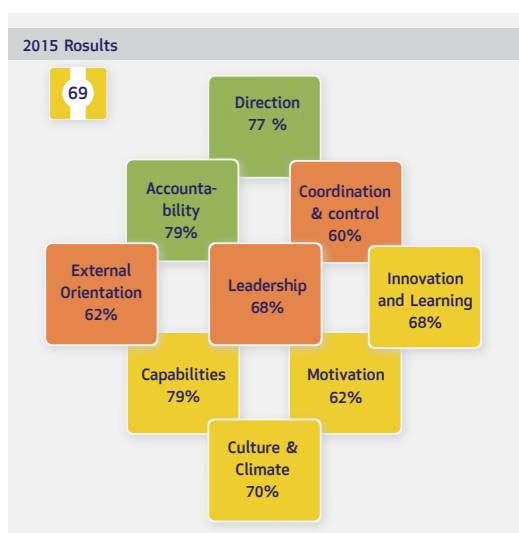 2015 Rosults
69
Direction
77 %
Accounta-
bility
79%
Coordination
& control
60%
External
Orientation
62%
Leadership
68%
Innovation
and Learning
68%
Capabilities
79%
Motivation
62%
Culture &
Climate
70%